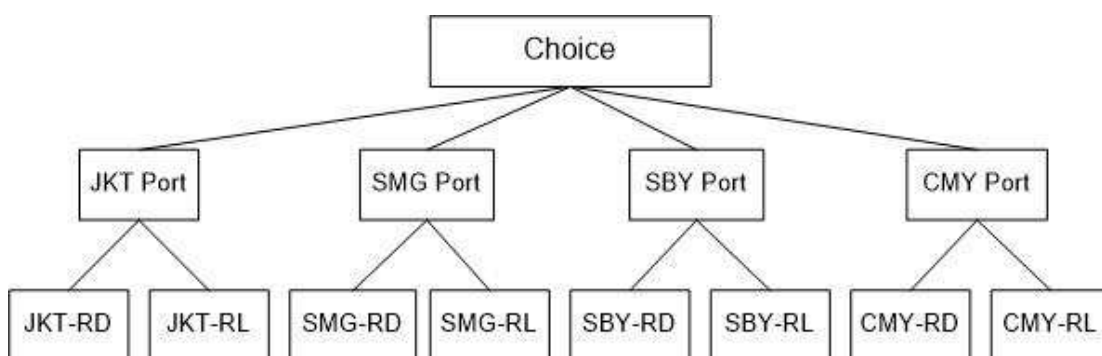 Choice
JKT Port
SMG Port
SBY Port
CMY Port
JKT-RD
JKT-RL
SMG-RD
SMG-RL
SBY-RD
SBY-RL
CMY-RD
CMY-RL